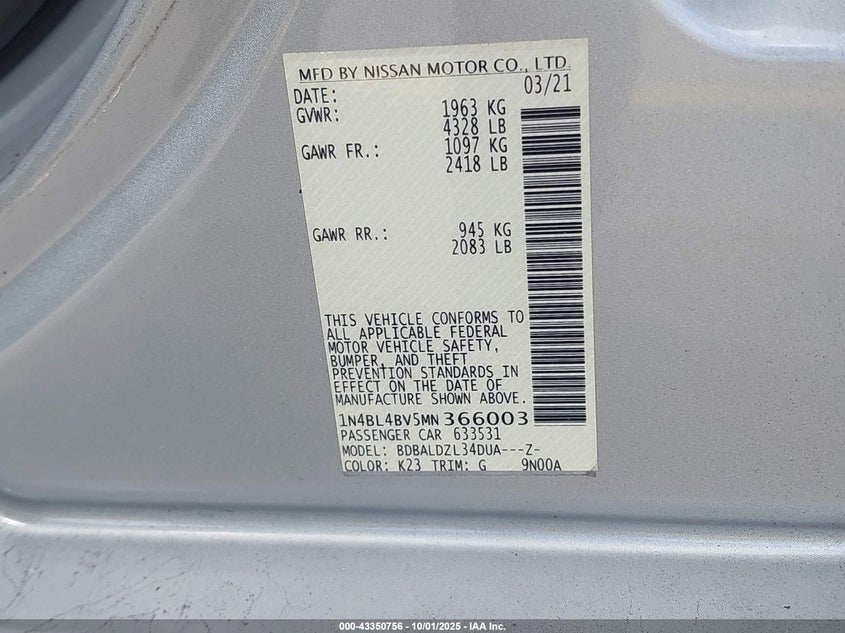 MFD BY NISSAN MOTOR CO., LTD.
DATE: 03/21
GVWR: 1963 KG
4328 LB
GAWR FR.: 1097 KG
2418 LB
GAWR RR.: 945 KG
2083 LB
THIS VEHICLE CONFORMS TO
ALL APPLICABLE FEDERAL
MOTOR VEHICLE SAFETY,
BUMPER, AND THEFT
PREVENTION STANDARDS IN
EFFECT ON THE DATE OF
MANUFACTURE SHOWN ABOVE.
1N4BL4BV5MN366003
PASSENGER CAR 633531
MODEL: BDBALDZL34DUA---Z-
COLOR: K23 TRIM: G 9N00A
000-43350756 - 10/01/2025 - IAA Inc.